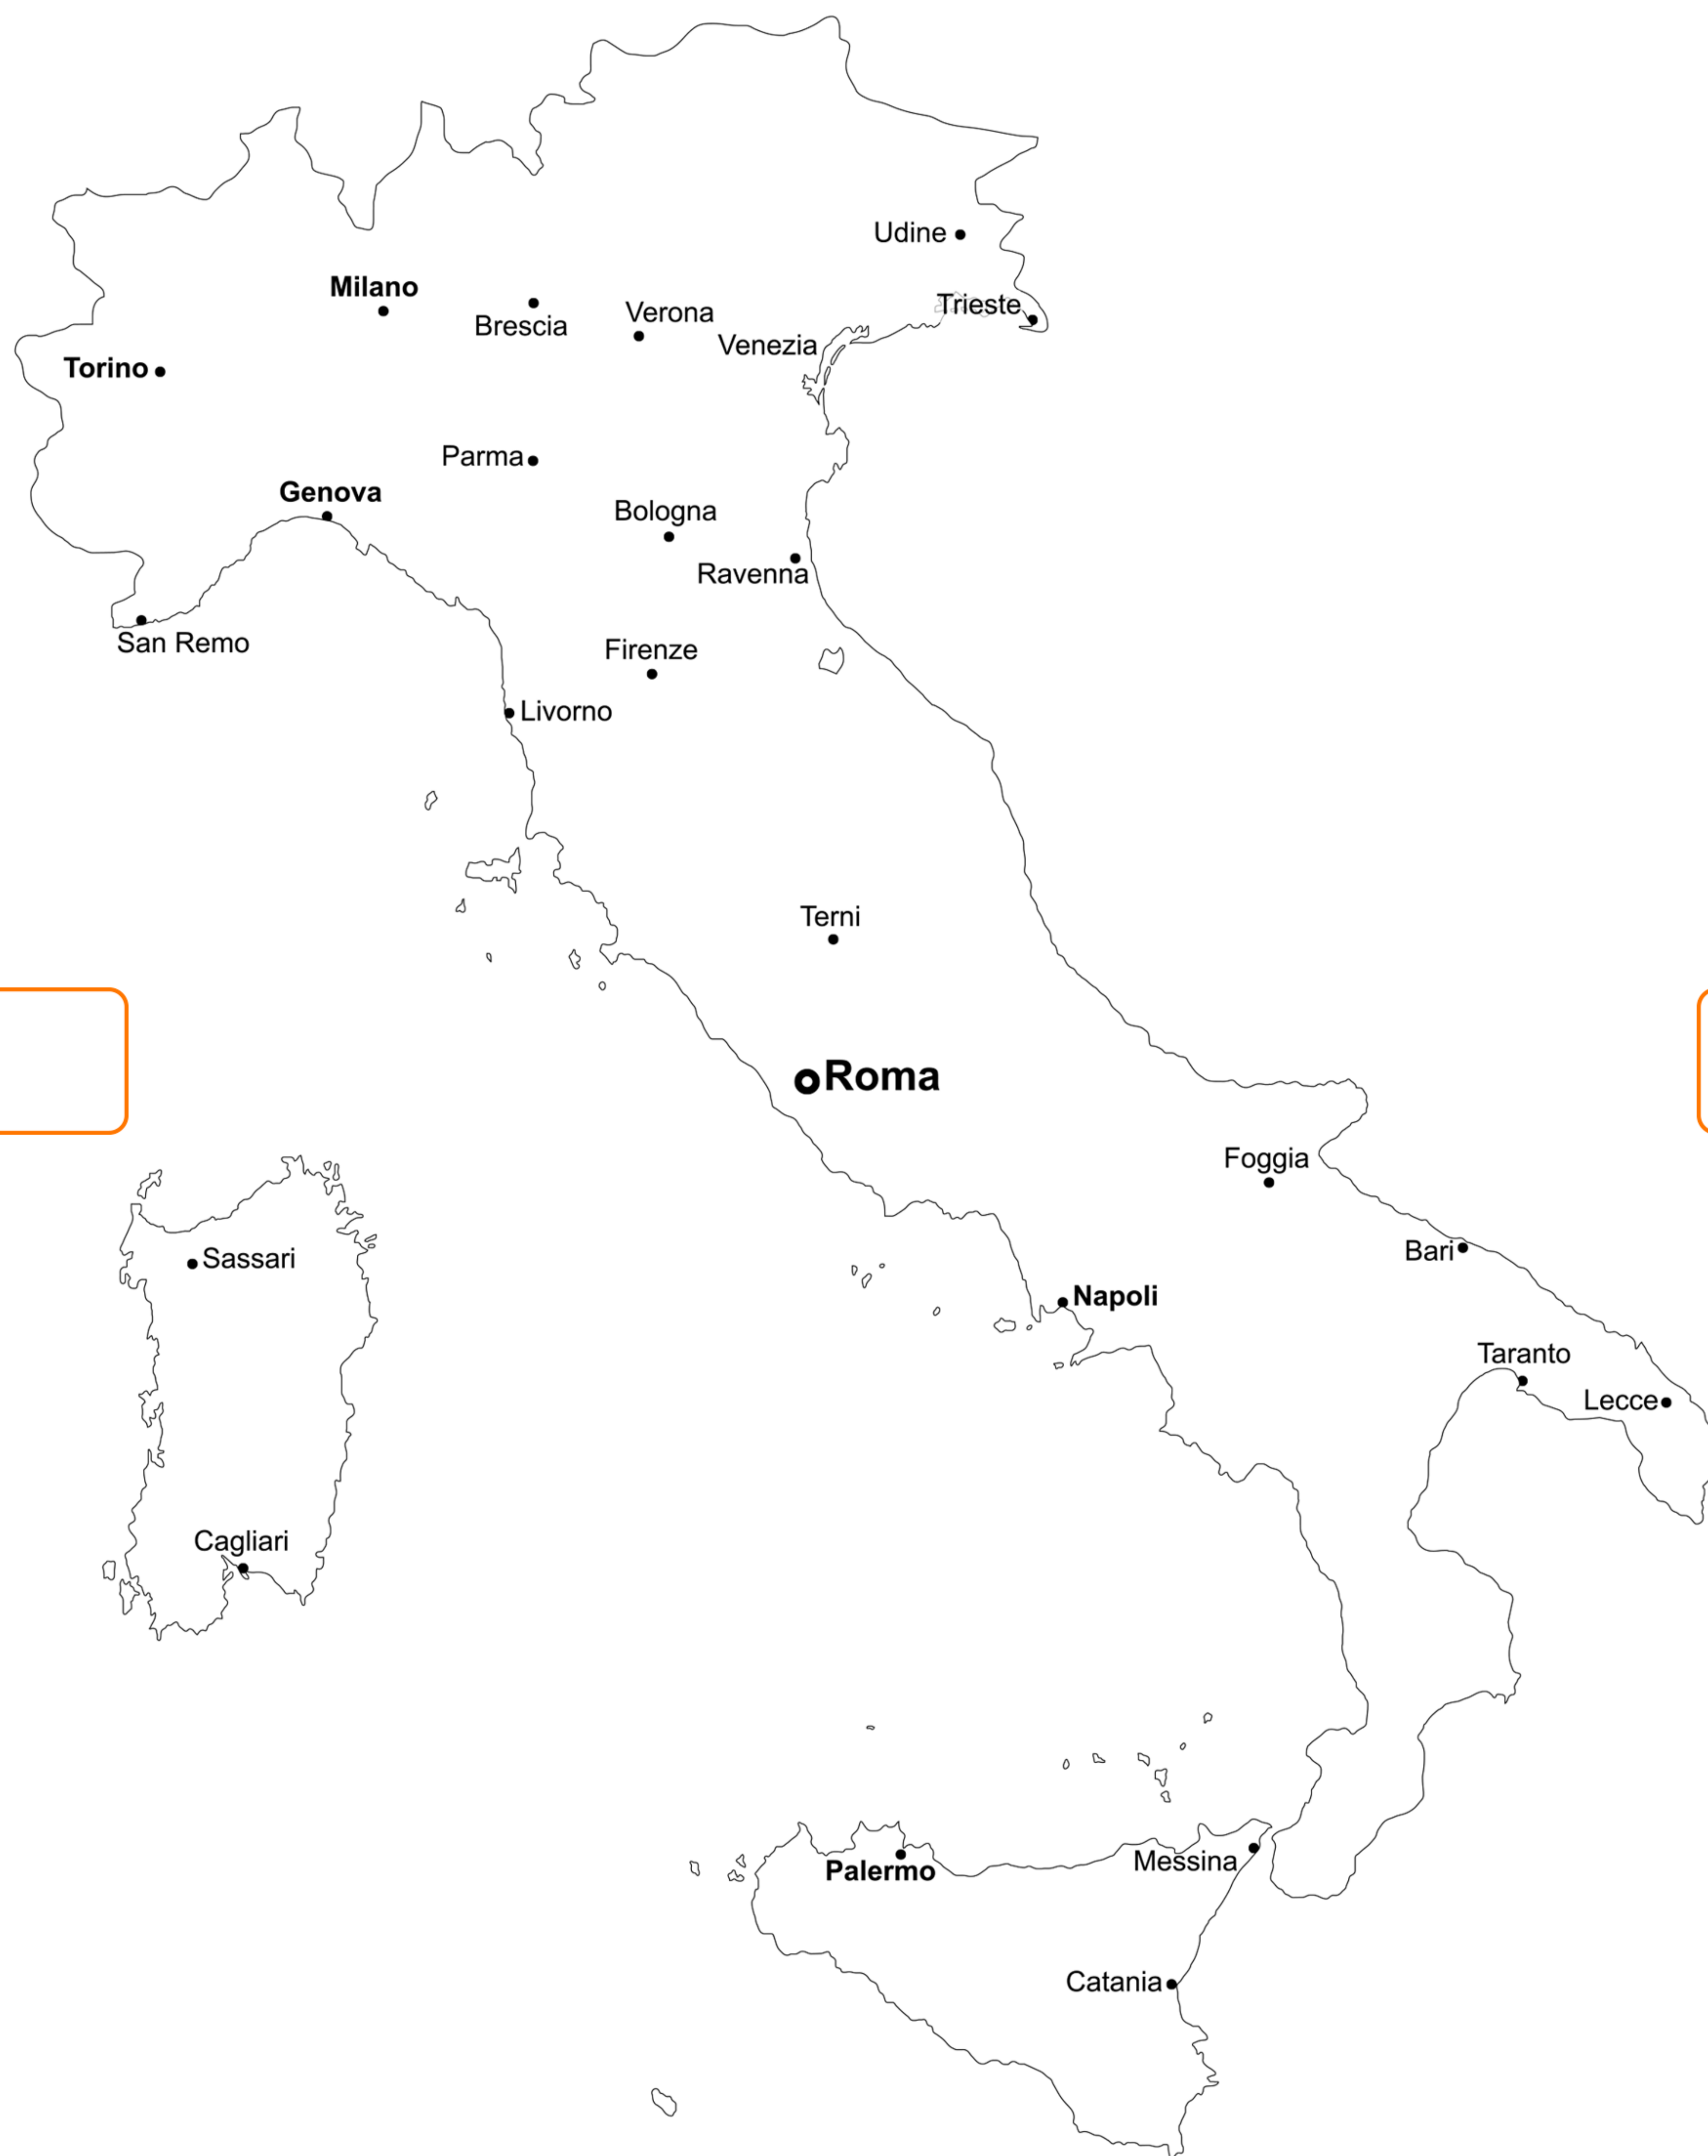 Udine
Milano
Trieste
Verona
Brescia
Venezia
Torino
Parma
Genova
Bologna
Ravenna
San Remo
Firenze
Livorno
Terni
Roma
Foggia
Bari
Sassari
Napoli
Taranto
Lecce
Cagliari
Messina
Palermo
Catania